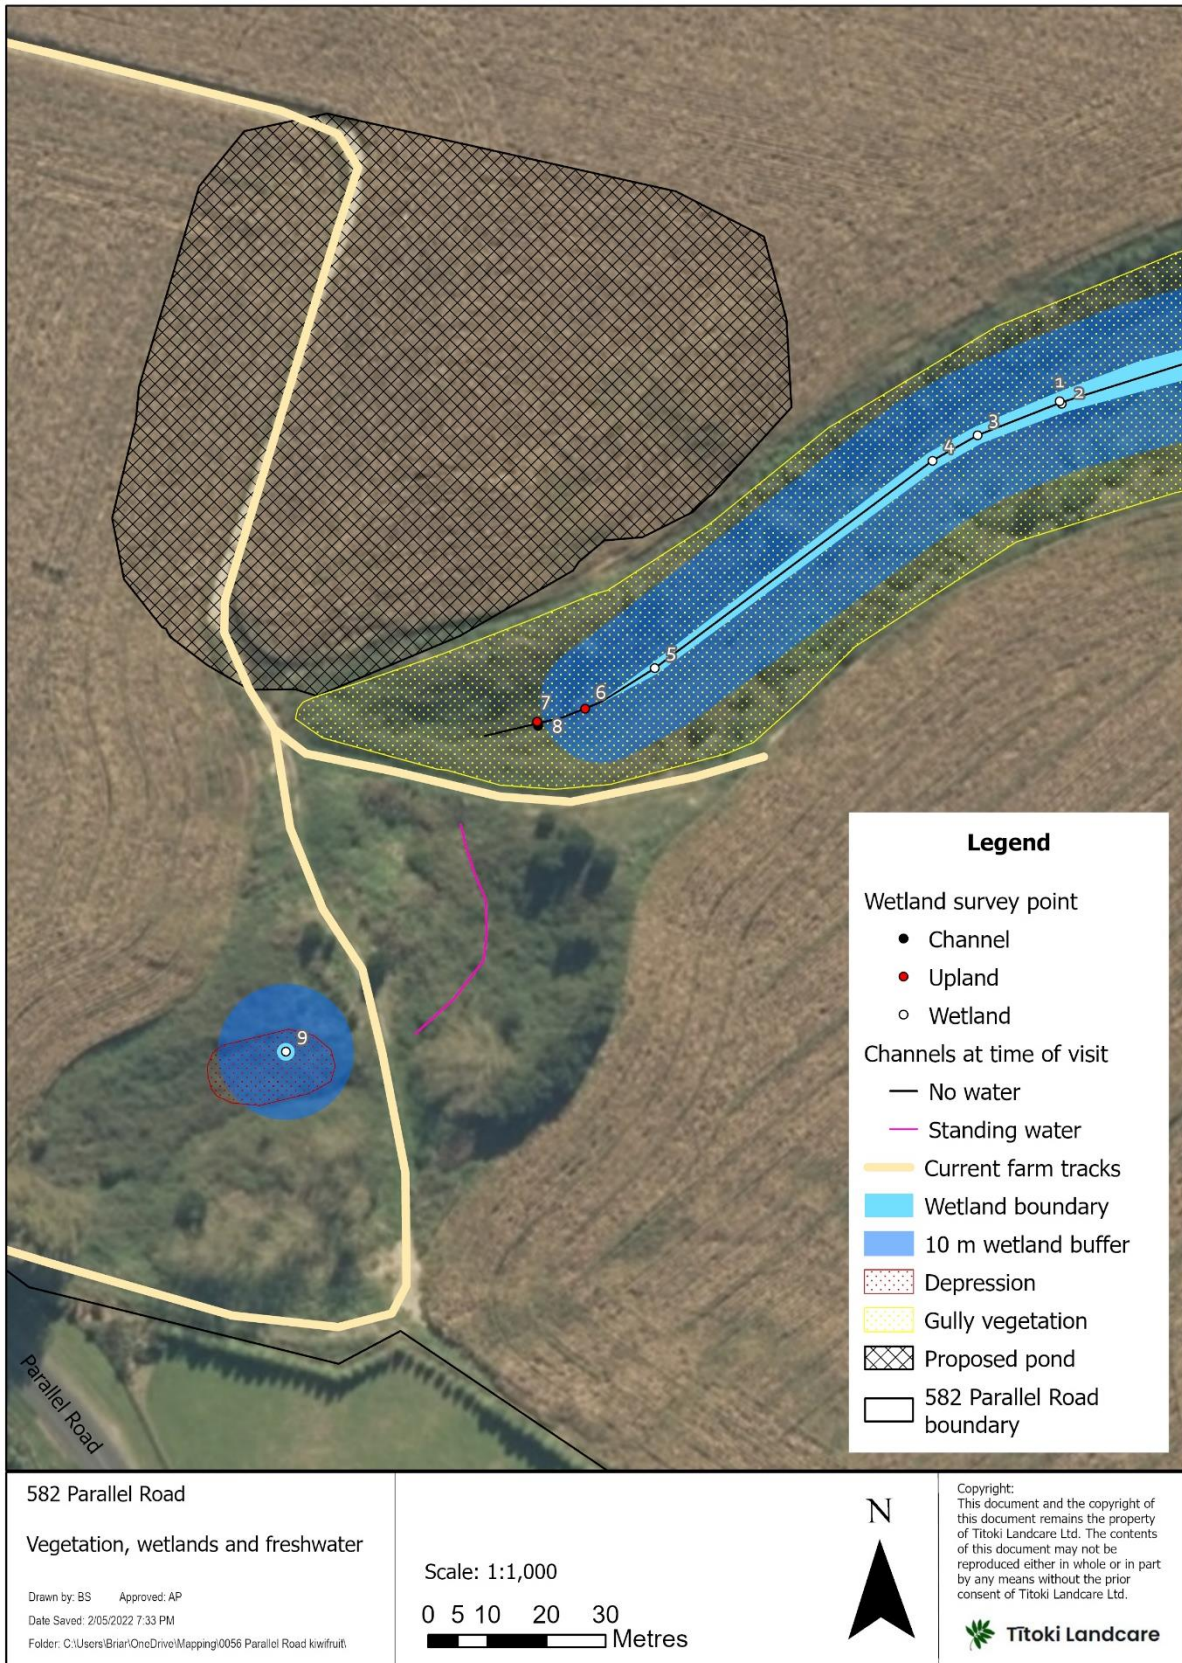 1
2
3
4
5
6
7
8
9
Parallel Road
Legend
Wetland survey point
Channel
Upland
Wetland
Channels at time of visit
No water
Standing water
Current farm tracks
Wetland boundary
10 m wetland buffer
Depression
Gully vegetation
Proposed pond
582 Parallel Road
boundary
582 Parallel Road
Vegetation, wetlands and freshwater
Drawn by: BS Approved: AP
Date Saved: 2/05/2022 7:33 PM
Folder: C:\Users\Briar\OneDrive\Mapping\0056 Parallel Road kiwifruit\
Scale: 1:1,000
0 5 10 20 30
Metres
N
Copyright:
This document and the copyright of
this document remains the property
of Titoki Landcare Ltd. The contents
of this document may not be
reproduced either in whole or in part
by any means without the prior
consent of Titoki Landcare Ltd.
Tītoki Landcare